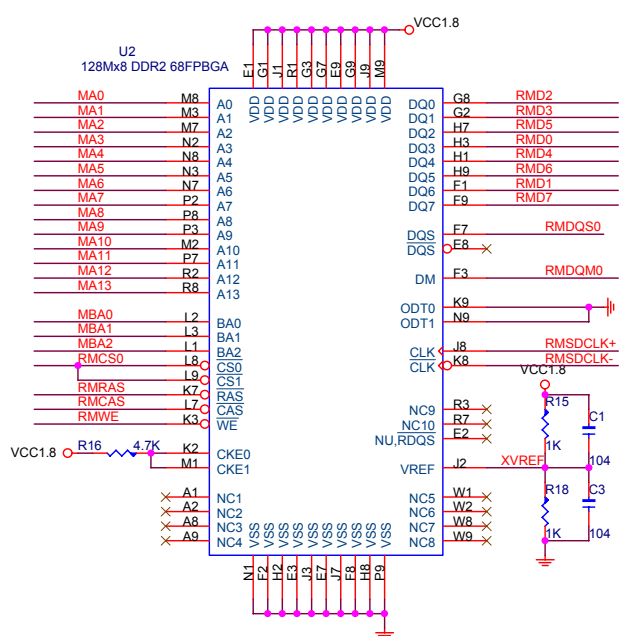 VCC1.8
U2
128Mx8 DDR2 68FPBGA
E1 G1 J1 R1 G3 G7 E9 G9 J9 M9
VDD VDD VDD VDD VDD VDD VDD VDD VDD VDD
MA0 M8 A0 DQ0 G8 RMD2
MA1 M3 A1 DQ1 G2 RMD3
MA2 M7 A2 DQ2 H7 RMD5
MA3 N2 A3 DQ3 H3 RMD0
MA4 N8 A4 DQ4 H1 RMD4
MA5 N3 A5 DQ5 H9 RMD6
MA6 N7 A6 DQ6 F1 RMD1
MA7 P2 A7 DQ7 F9 RMD7
MA8 P8 A8
MA9 P3 A9 DQS F7 RMDQS0
MA10 M2 A10 DQS E8
MA11 P7 A11
MA12 R2 A12 DM F3 RMDQM0
MA13 R8 A13
ODT0 K9
MBA0 L2 BA0 ODT1 N9
MBA1 L3 BA1
MBA2 L1 BA2 CLK J8 RMSDCLK+
RMCS0 L8 CS0 CLK K8 RMSDCLK-
L9 CS1 VCC1.8
RMRAS K7 RAS
RMCAS L7 CAS NC9 R3 R15 C1
RMWE K3 WE NC10 R7
NU,RDQS E2 1K 104
VCC1.8 R16 4.7K K2 CKE0
M1 CKE1 VREF J2 XVREF
R18 C3
A1 NC1 NC5 W1
A2 NC2 NC6 W2
A8 NC3 NC7 W8 1K 104
A9 NC4 NC8 W9
VSS VSS VSS VSS VSS VSS VSS VSS VSS VSS
N1 F2 H2 E3 J3 E7 J7 F8 H8 P9